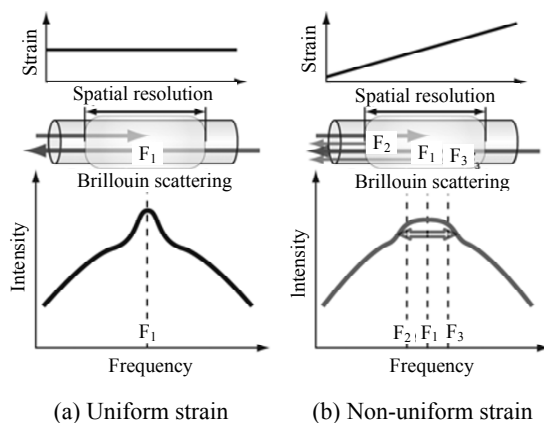 Strain
Spatial resolution
F1
Brillouin scattering
Intensity
F1
Frequency
(a) Uniform strain
Strain
Spatial resolution
F2 F1 F3
Brillouin scattering
Intensity
F2 F1 F3
Frequency
(b) Non-uniform strain